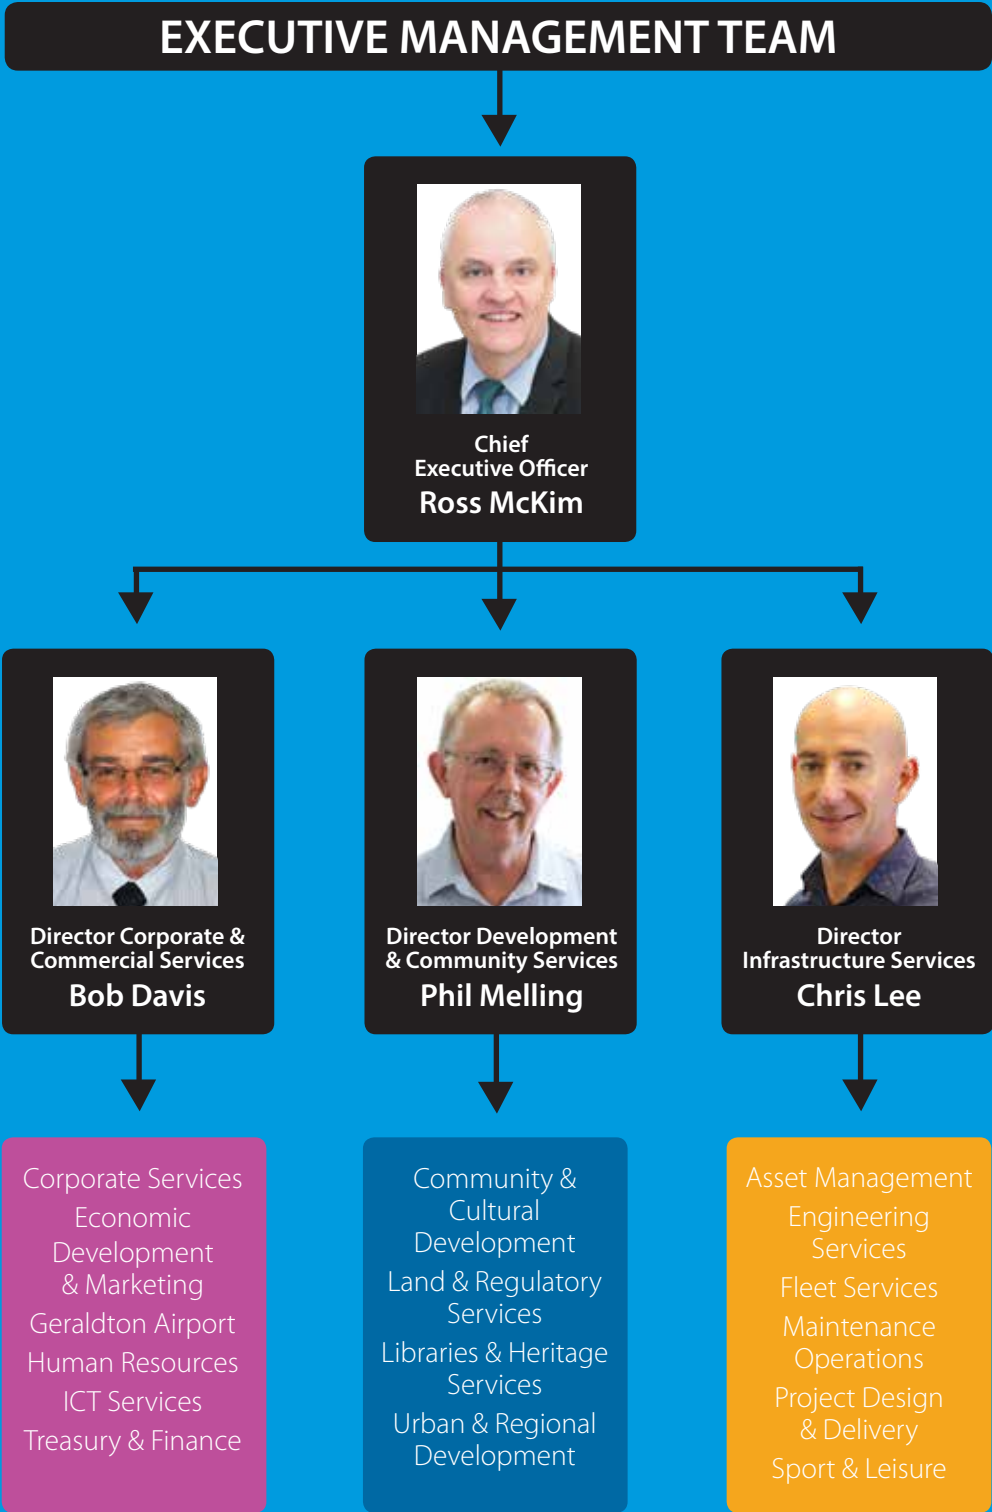 EXECUTIVE MANAGEMENT TEAM
Chief
Executive Officer
Ross McKim
Director Corporate &
Commercial Services
Bob Davis
Director Development
& Community Services
Phil Melling
Director
Infrastructure Services
Chris Lee
Corporate Services
Economic
Development
& Marketing
Geraldton Airport
Human Resources
ICT Services
Treasury & Finance
Community &
Cultural
Development
Land & Regulatory
Services
Libraries & Heritage
Services
Urban & Regional
Development
Asset Management
Engineering
Services
Fleet Services
Maintenance
Operations
Project Design
& Delivery
Sport & Leisure